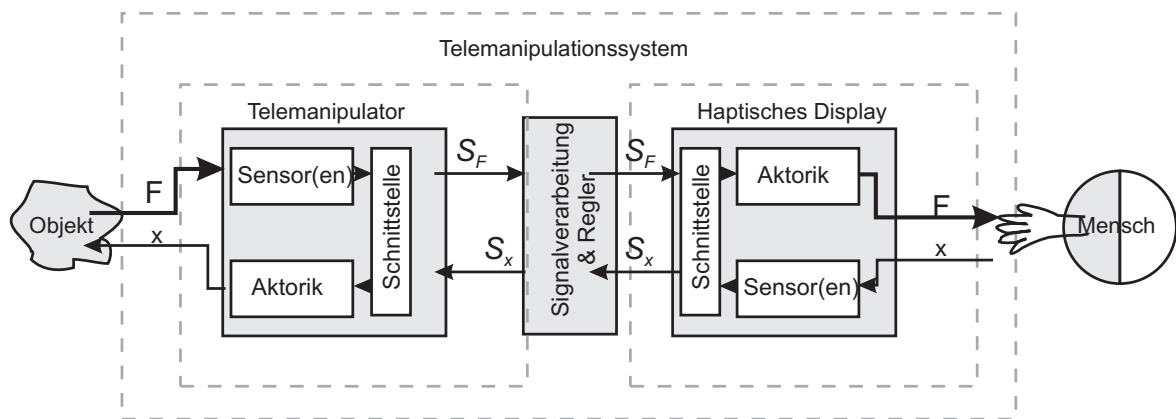 Telemanipulationssystem
Telemanipulator
Haptisches Display
Objekt
F
x
Sensor(en)
Aktorik
Schnittstelle
S_F
S_x
Signalverarbeitung
& Regler
S_F
S_x
Schnittstelle
Aktorik
Sensor(en)
F
x
Mensch